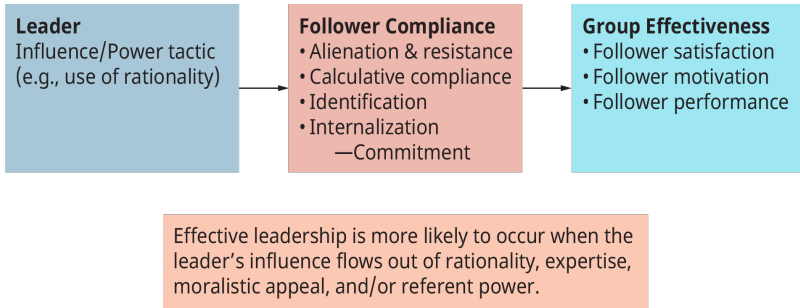 Leader
Influence/Power tactic
(e.g., use of rationality)
Follower Compliance
• Alienation & resistance
• Calculative compliance
• Identification
• Internalization
—Commitment
Group Effectiveness
• Follower satisfaction
• Follower motivation
• Follower performance
Effective leadership is more likely to occur when the
leader’s influence flows out of rationality, expertise,
moralistic appeal, and/or referent power.